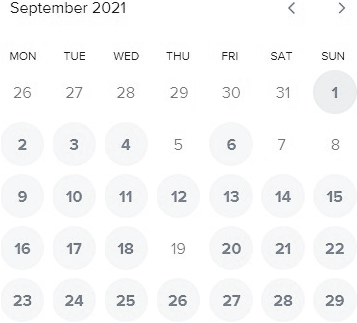 September 2021
MON TUE WED THU FRI SAT SUN
26 27 28 29 30 31 1
2 3 4 5 6 7 8
9 10 11 12 13 14 15
16 17 18 19 20 21 22
23 24 25 26 27 28 29